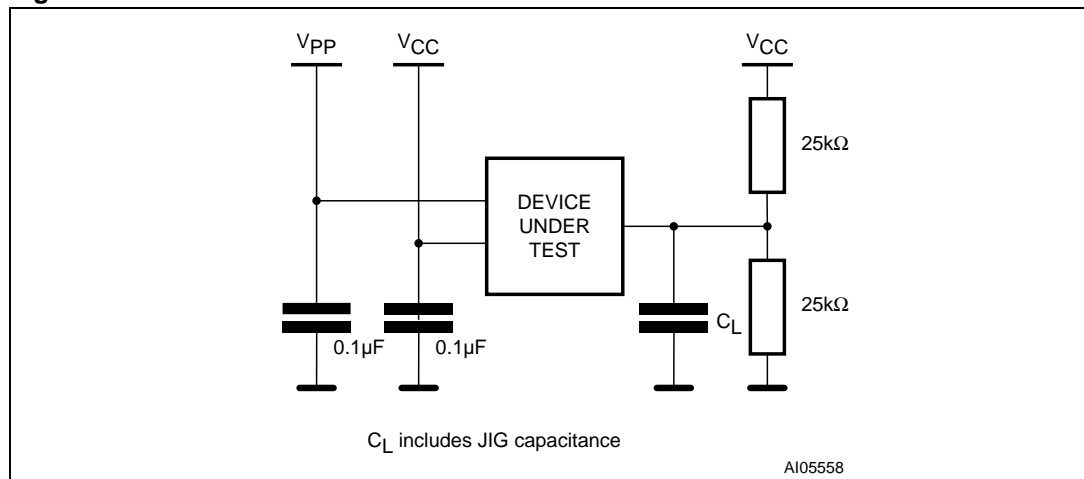 VPP
VCC
VCC
25kΩ
DEVICE
UNDER
TEST
25kΩ
CL
0.1µF
0.1µF
CL includes JIG capacitance
AI05558